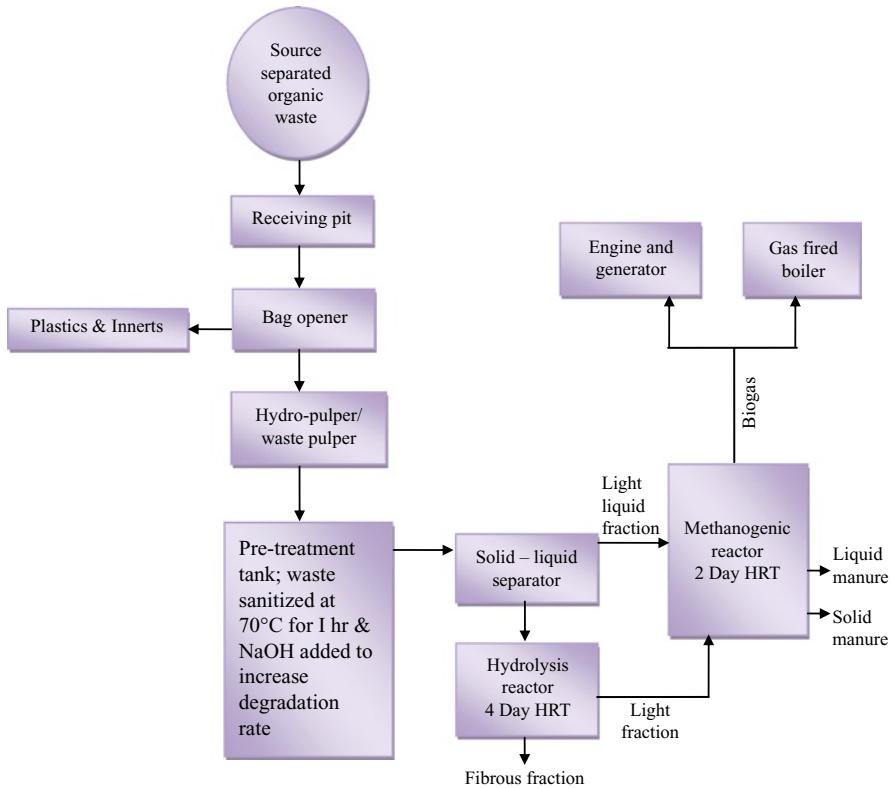 Source
separated
organic
waste
Receiving pit
Bag opener
Plastics & Innerts
Hydro-pulper/
waste pulper
Pre-treatment
tank; waste
sanitized at
70°C for I hr &
NaOH added to
increase
degradation
rate
Solid – liquid
separator
Hydrolysis
reactor
4 Day HRT
Fibrous fraction
Light
liquid
fraction
Light
fraction
Methanogenic
reactor
2 Day HRT
Liquid
manure
Solid
manure
Biogas
Engine and
generator
Gas fired
boiler